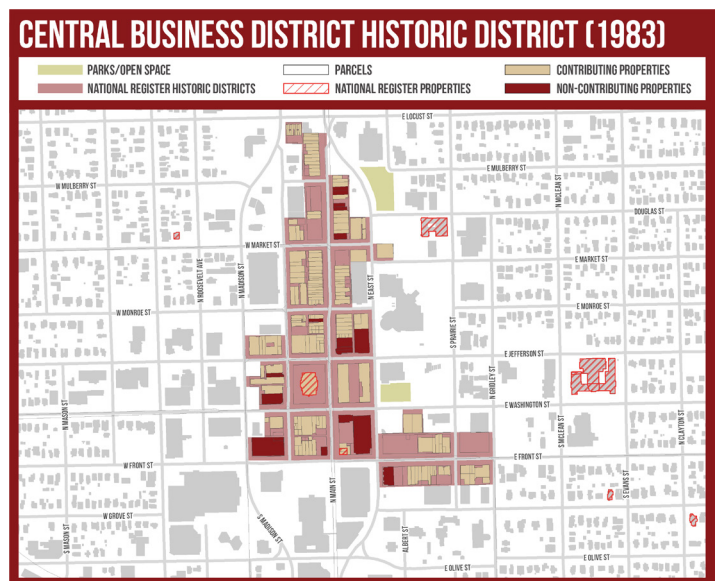 CENTRAL BUSINESS DISTRICT HISTORIC DISTRICT (1983)
PARKS/OPEN SPACE
PARCELS
CONTRIBUTING PROPERTIES
NATIONAL REGISTER HISTORIC DISTRICTS
NATIONAL REGISTER PROPERTIES
NON-CONTRIBUTING PROPERTIES
E LOCUST ST
E MULBERRY ST
W MULBERRY ST
N MCLEAN ST
DOUGLAS ST
W MARKET ST
E MARKET ST
N ROOSEVELT AVE
N MADISON ST
N EAST ST
E MONROE ST
W MONROE ST
S PRAIRIE ST
E JEFFERSON ST
N GRIDLEY ST
N MASON ST
E WASHINGTON ST
S MCLEAN ST
N CLAYTON ST
W FRONT ST
E FRONT ST
S EVANS ST
N MAIN ST
W GROVE ST
S MADISON ST
S MASON ST
ALBERT ST
E OLIVE ST
E OLIVE ST